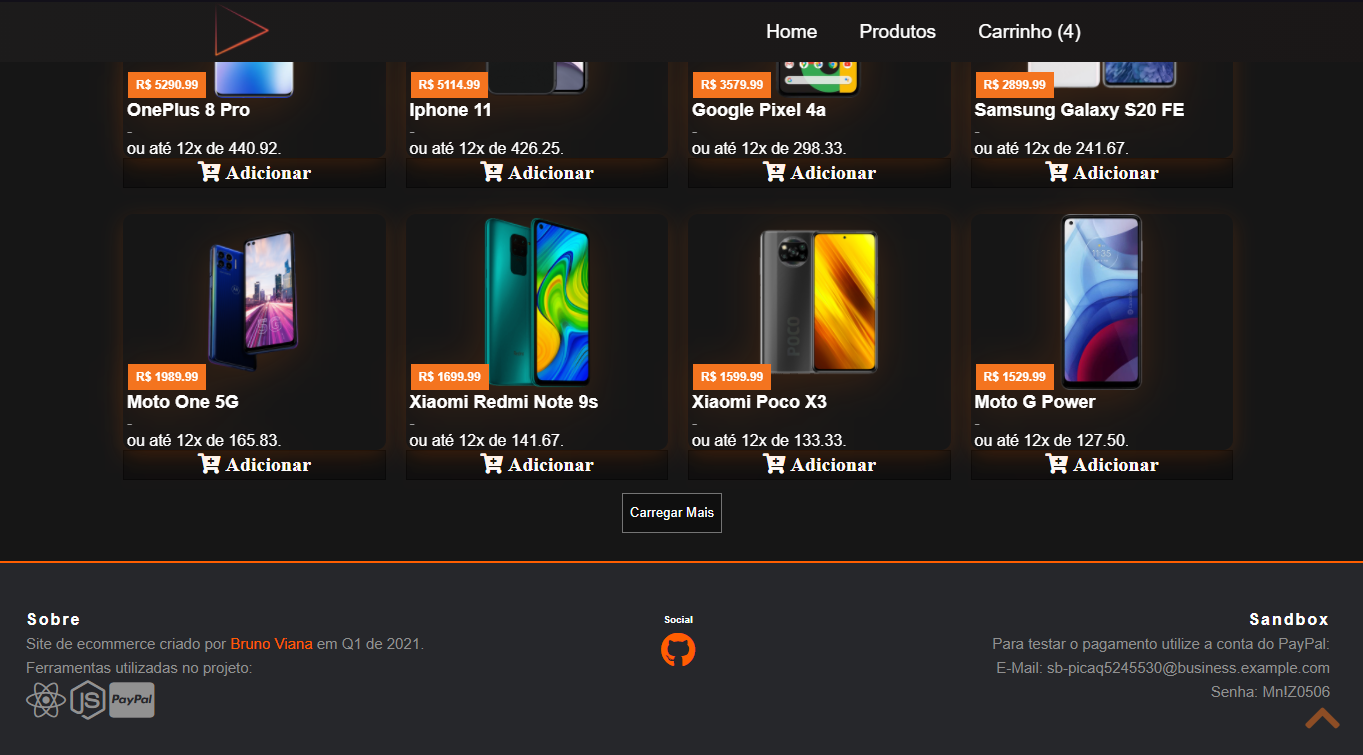 Home Produtos Carrinho (4)
R$ 5290.99 R$ 5114.99 R$ 3579.99 R$ 2899.99
OnePlus 8 Pro Iphone 11 Google Pixel 4a Samsung Galaxy S20 FE
- - - -
ou até 12x de 440.92. ou até 12x de 426.25. ou até 12x de 298.33. ou até 12x de 241.67.
Adicionar Adicionar Adicionar Adicionar
11:35
5G
POCO
R$ 1989.99 R$ 1699.99 R$ 1599.99 R$ 1529.99
Moto One 5G Xiaomi Redmi Note 9s Xiaomi Poco X3 Moto G Power
- - - -
ou até 12x de 165.83. ou até 12x de 141.67. ou até 12x de 133.33. ou até 12x de 127.50.
Adicionar Adicionar Adicionar Adicionar
Carregar Mais
Sobre
Site de ecommerce criado por Bruno Viana em Q1 de 2021.
Ferramentas utilizadas no projeto:
JS PayPal
Social
Sandbox
Para testar o pagamento utilize a conta do PayPal:
E-Mail: sb-picaq5245530@business.example.com
Senha: MnIZ0506